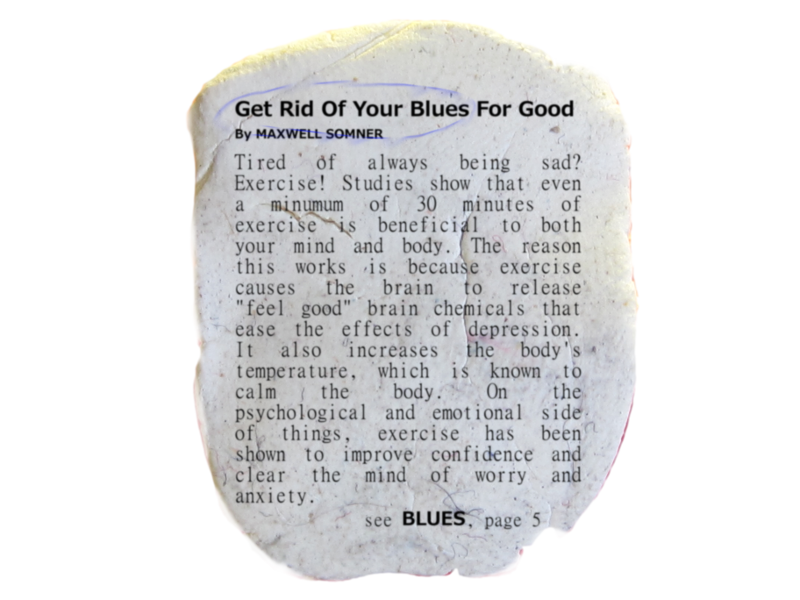 Get Rid Of Your Blues For Good
By MAXWELL SOMNER
Tired of always being sad?
Exercise! Studies show that even
a minumum of 30 minutes of
exercise is beneficial to both
your mind and body. The reason
this works is because exercise
causes the brain to release
"feel good" brain chemicals that
ease the effects of depression.
It also increases the body's
temperature, which is known to
calm the body. On the
psychological and emotional side
of things, exercise has been
shown to improve confidence and
clear the mind of worry and
anxiety.
see BLUES, page 5